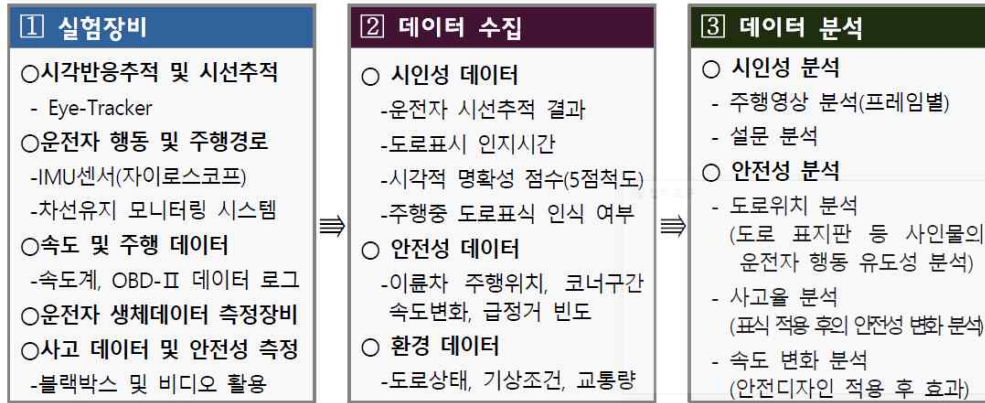 1 실험장비
○시각반응추적 및 시선추적
- Eye-Tracker
○운전자 행동 및 주행경로
-IMU센서(자이로스코프)
-차선유지 모니터링 시스템
○속도 및 주행 데이터
-속도계, OBD-Ⅱ 데이터 로그
○운전자 생체데이터 측정장비
○사고 데이터 및 안전성 측정
-블랙박스 및 비디오 활용
⇛
2 데이터 수집
○ 시인성 데이터
-운전자 시선추적 결과
-도로표시 인지시간
-시각적 명확성 점수(5점척도)
-주행중 도로표식 인식 여부
○ 안전성 데이터
-이륜차 주행위치, 코너구간
속도변화, 급정거 빈도
○ 환경 데이터
-도로상태, 기상조건, 교통량
⇛
3 데이터 분석
○ 시인성 분석
- 주행영상 분석(프레임별)
- 설문 분석
○ 안전성 분석
- 도로위치 분석
(도로 표지판 등 사인물의
운전자 행동 유도성 분석)
- 사고율 분석
(표식 적용 후의 안전성 변화 분석)
- 속도 변화 분석
(안전디자인 적용 후 효과)